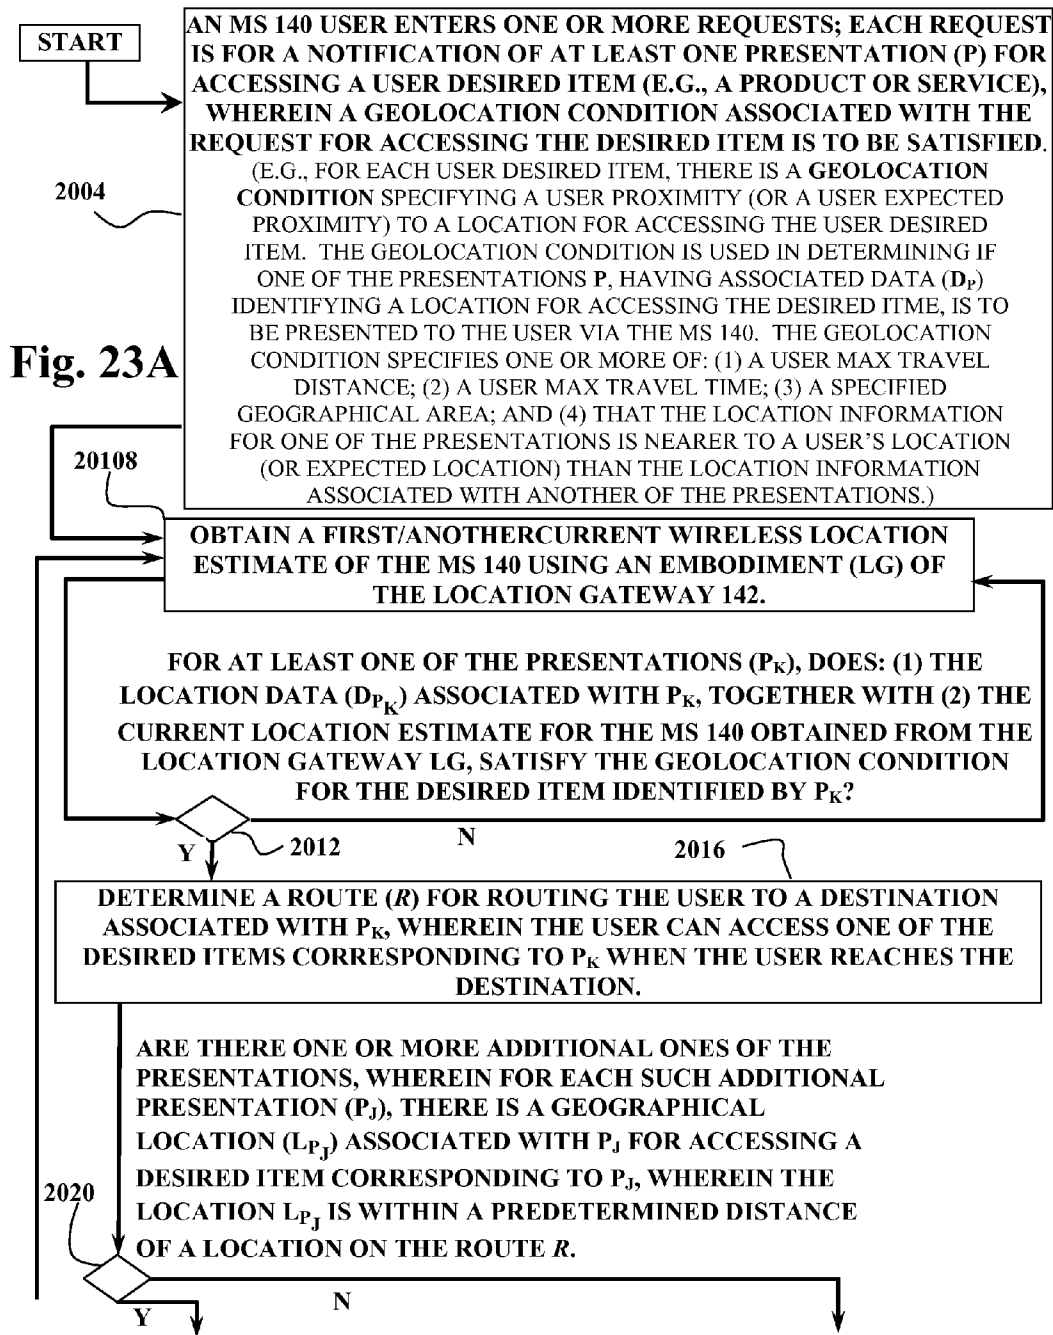 START
AN MS 140 USER ENTERS ONE OR MORE REQUESTS; EACH REQUEST
IS FOR A NOTIFICATION OF AT LEAST ONE PRESENTATION (P) FOR
ACCESSING A USER DESIRED ITEM (E.G., A PRODUCT OR SERVICE),
WHEREIN A GEOLOCATION CONDITION ASSOCIATED WITH THE
REQUEST FOR ACCESSING THE DESIRED ITEM IS TO BE SATISFIED.
(E.G., FOR EACH USER DESIRED ITEM, THERE IS A GEOLOCATION
CONDITION SPECIFYING A USER PROXIMITY (OR A USER EXPECTED
PROXIMITY) TO A LOCATION FOR ACCESSING THE USER DESIRED
ITEM. THE GEOLOCATION CONDITION IS USED IN DETERMINING IF
ONE OF THE PRESENTATIONS P, HAVING ASSOCIATED DATA (DP)
IDENTIFYING A LOCATION FOR ACCESSING THE DESIRED ITME, IS TO
BE PRESENTED TO THE USER VIA THE MS 140. THE GEOLOCATION
CONDITION SPECIFIES ONE OR MORE OF: (1) A USER MAX TRAVEL
DISTANCE; (2) A USER MAX TRAVEL TIME; (3) A SPECIFIED
GEOGRAPHICAL AREA; AND (4) THAT THE LOCATION INFORMATION
FOR ONE OF THE PRESENTATIONS IS NEARER TO A USER'S LOCATION
(OR EXPECTED LOCATION) THAN THE LOCATION INFORMATION
ASSOCIATED WITH ANOTHER OF THE PRESENTATIONS.)
2004
Fig. 23A
20108
OBTAIN A FIRST/ANOTHERCURRENT WIRELESS LOCATION
ESTIMATE OF THE MS 140 USING AN EMBODIMENT (LG) OF
THE LOCATION GATEWAY 142.
FOR AT LEAST ONE OF THE PRESENTATIONS (PK), DOES: (1) THE
LOCATION DATA (DPK) ASSOCIATED WITH PK, TOGETHER WITH (2) THE
CURRENT LOCATION ESTIMATE FOR THE MS 140 OBTAINED FROM THE
LOCATION GATEWAY LG, SATISFY THE GEOLOCATION CONDITION
FOR THE DESIRED ITEM IDENTIFIED BY PK?
Y
2012
N
2016
DETERMINE A ROUTE (R) FOR ROUTING THE USER TO A DESTINATION
ASSOCIATED WITH PK, WHEREIN THE USER CAN ACCESS ONE OF THE
DESIRED ITEMS CORRESPONDING TO PK WHEN THE USER REACHES THE
DESTINATION.
ARE THERE ONE OR MORE ADDITIONAL ONES OF THE
PRESENTATIONS, WHEREIN FOR EACH SUCH ADDITIONAL
PRESENTATION (PJ), THERE IS A GEOGRAPHICAL
LOCATION (LPJ) ASSOCIATED WITH PJ FOR ACCESSING A
DESIRED ITEM CORRESPONDING TO PJ, WHEREIN THE
LOCATION LPJ IS WITHIN A PREDETERMINED DISTANCE
OF A LOCATION ON THE ROUTE R.
2020
Y
N